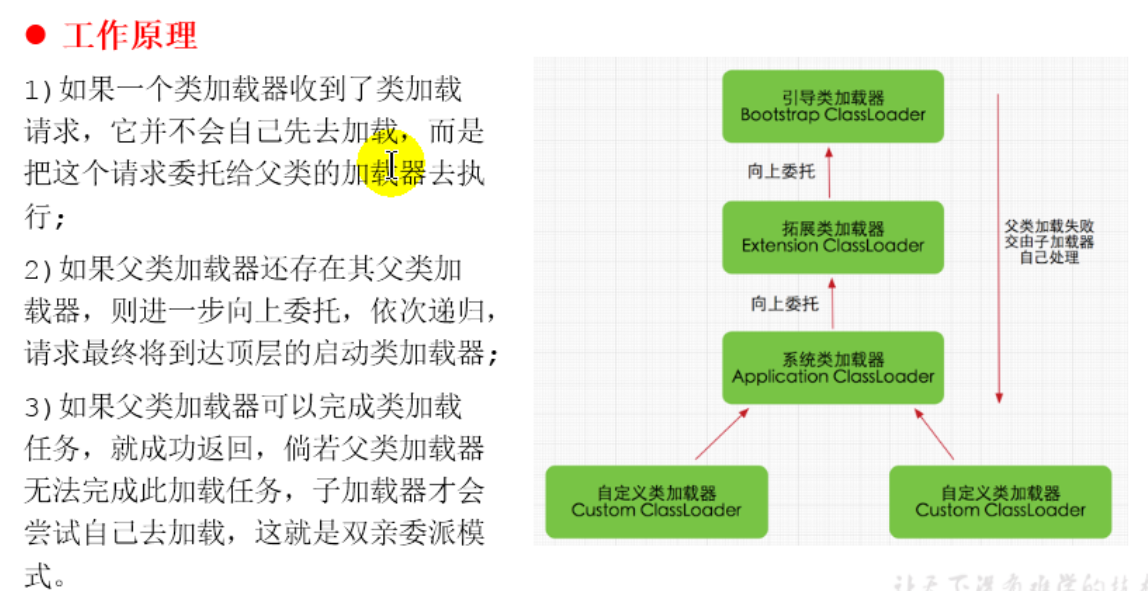 工作原理
1)如果一个类加载器收到了类加载
请求，它并不会自己先去加载，而是
把这个请求委托给父类的加载器去执
行；
2)如果父类加载器还存在其父类加
载器，则进一步向上委托，依次递归，
请求最终将到达顶层的启动类加载器；
3)如果父类加载器可以完成类加载
任务，就成功返回，倘若父类加载器
无法完成此加载任务，子加载器才会
尝试自己去加载，这就是双亲委派模
式。
引导类加载器
Bootstrap ClassLoader
向上委托
拓展类加载器
Extension ClassLoader
父类加载失败
交由子加载器
自己处理
向上委托
系统类加载器
Application ClassLoader
自定义类加载器
Custom ClassLoader
自定义类加载器
Custom ClassLoader
让天下没有难学的技